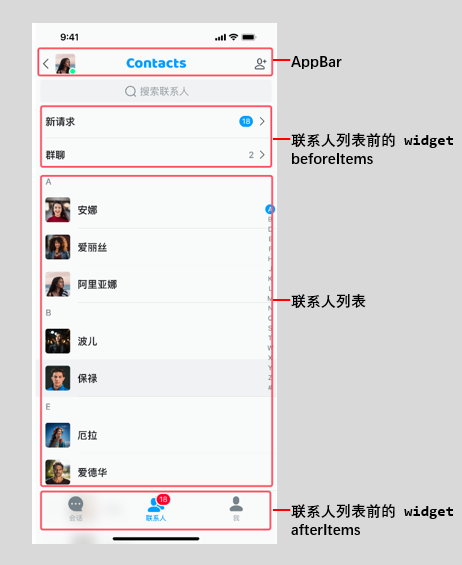 9:41
Contacts
AppBar
搜索联系人
新请求
18
群聊
2
联系人列表前的 widget
beforeItems
A
安娜
爱丽丝
阿里亚娜
B
波儿
保禄
E
厄拉
爱德华
A
B
D
E
F
H
J
K
L
M
N
Q
S
T
W
X
Y
Z
#
联系人列表
18
会话
联系人
我
联系人列表前的 widget
afterItems